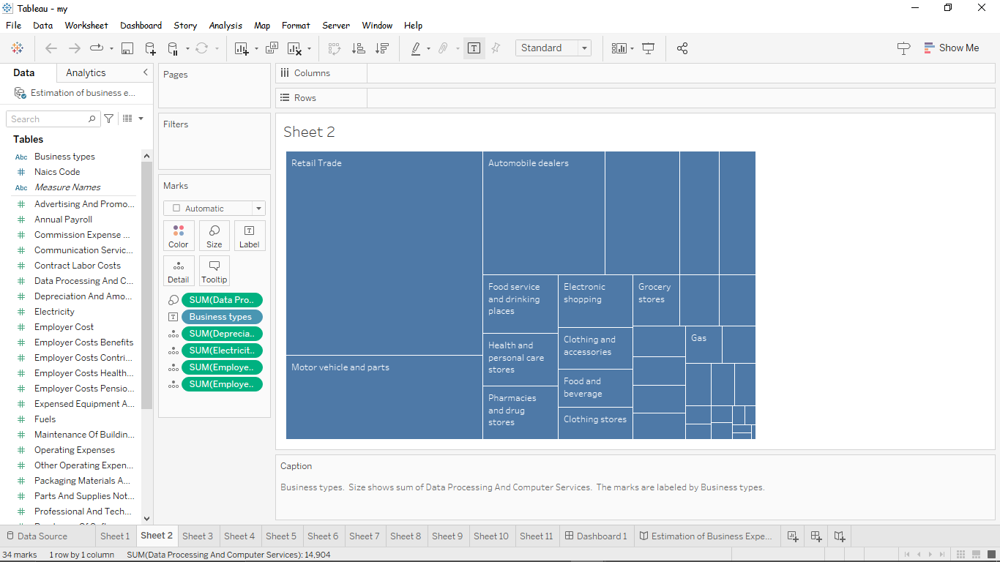 Tableau - my
File Data Worksheet Dashboard Story Analysis Map Format Server Window Help
Standard
Show Me
Data Analytics
Estimation of business e...
Search
Tables
Abc Business types
# Naics Code
Abc Measure Names
# Advertising And Promo...
# Annual Payroll
# Commission Expense ...
# Communication Servic...
# Contract Labor Costs
# Data Processing And C...
# Depreciation And Amo...
# Electricity
# Employer Cost
# Employer Costs Benefits
# Employer Costs Contri...
# Employer Costs Health...
# Employer Costs Pensio...
# Expensed Equipment A...
# Fuels
# Maintenance Of Buildin...
# Operating Expenses
# Other Operating Expen...
# Packaging Materials A...
# Parts And Supplies Not...
# Professional And Tech...
Pages
Filters
Marks
Automatic
Color Size Label
Detail Tooltip
SUM(Data Pro..
Business types
SUM(Deprecia..
SUM(Electricit..
SUM(Employe..
SUM(Employe..
Columns
Rows
Sheet 2
Retail Trade
Motor vehicle and parts
Automobile dealers
Food service
and drinking
places
Health and
personal care
stores
Pharmacies
and drug
stores
Electronic
shopping
Clothing and
accessories
Food and
beverage
Clothing stores
Grocery
stores
Gas
Caption
Business types. Size shows sum of Data Processing And Computer Services. The marks are labeled by Business types.
Data Source Sheet 1 Sheet 2 Sheet 3 Sheet 4 Sheet 5 Sheet 6 Sheet 7 Sheet 8 Sheet 9 Sheet 10 Sheet 11 Dashboard 1 Estimation of Business Expe...
34 marks 1 row by 1 column SUM(Data Processing And Computer Services): 14,904